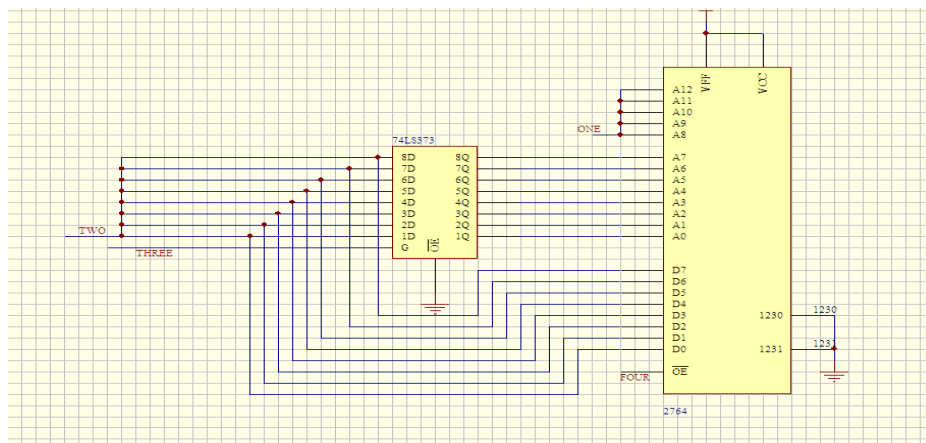 VFF VCC
A12
A11
A10
A9
ONE A8
74LS373
8D 8Q A7
7D 7Q A6
6D 6Q A5
5D 5Q A4
4D 4Q A3
3D 3Q A2
2D 2Q A1
TWO 1D 1Q A0
THREE G OE
D7
D6
D5
D4
D3 1230 1230
D2
D1
D0 1231 1231
FOUR OE
2764